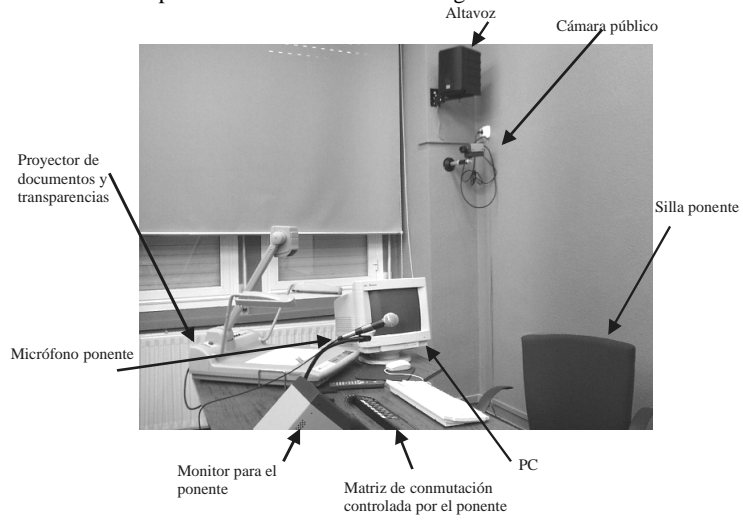 Altavoz
Cámara público
Proyector de
documentos y
transparencias
Silla ponente
Micrófono ponente
PC
Monitor para el
ponente
Matriz de conmutación
controlada por el ponente